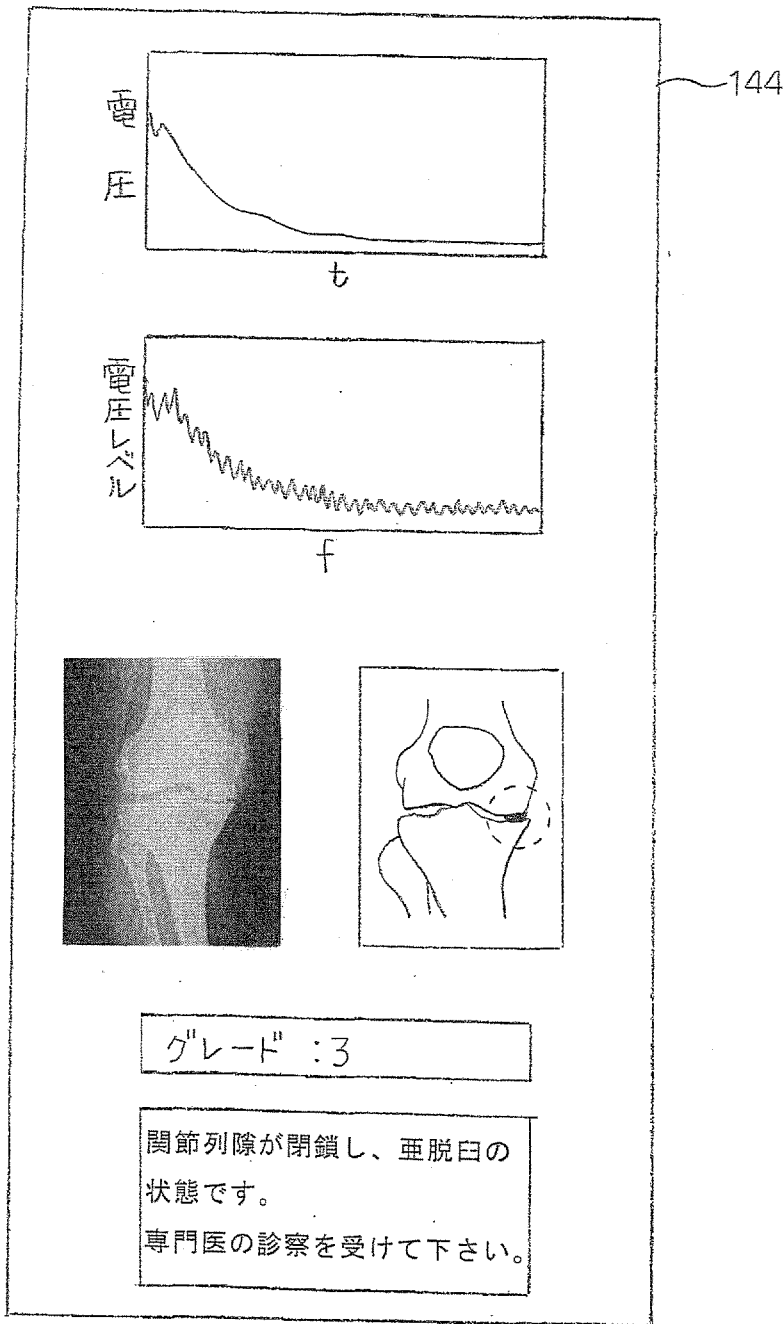 144
電圧
t
電圧レベル
f
グレード :3
関節列隙が閉鎖し、亜脱臼の
状態です。
専門医の診察を受けて下さい。